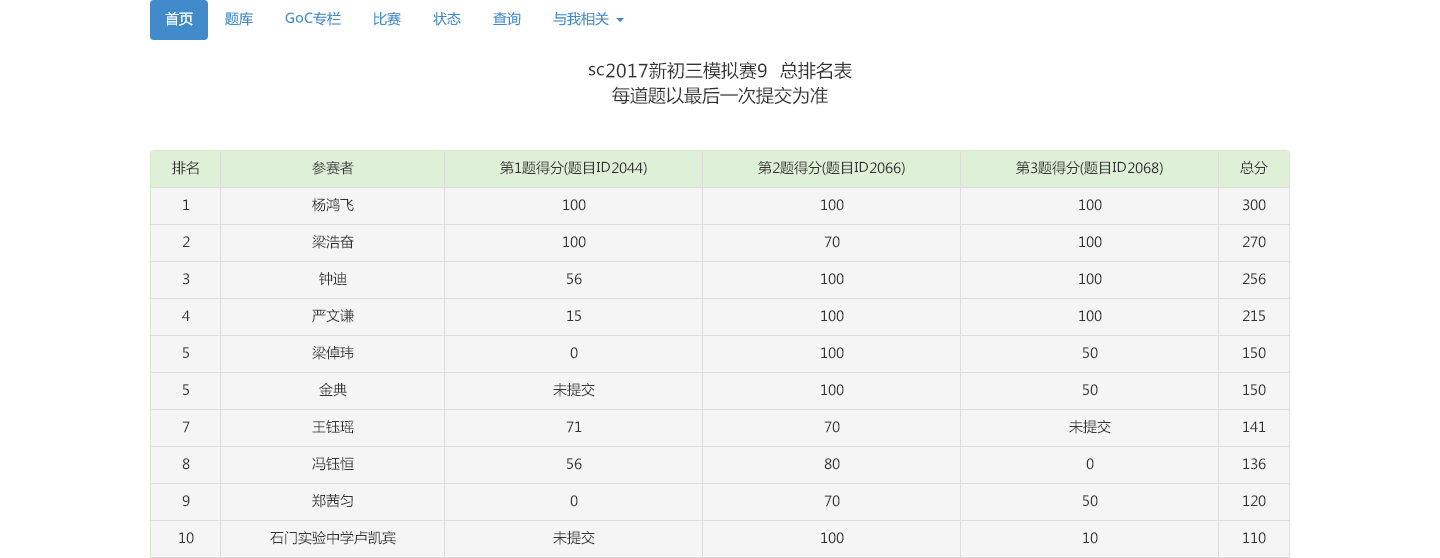 首页 题库 GoC专栏 比赛 状态 查询 与我相关
sc2017新初三模拟赛9 总排名表
每道题以最后一次提交为准
排名 参赛者 第1题得分(题目ID2044) 第2题得分(题目ID2066) 第3题得分(题目ID2068) 总分
1 杨鸿飞 100 100 100 300
2 梁浩奋 100 70 100 270
3 钟迪 56 100 100 256
4 严文谦 15 100 100 215
5 梁倬玮 0 100 50 150
5 金典 未提交 100 50 150
7 王钰瑶 71 70 未提交 141
8 冯钰恒 56 80 0 136
9 郑茜匀 0 70 50 120
10 石门实验中学卢凯宾 未提交 100 10 110